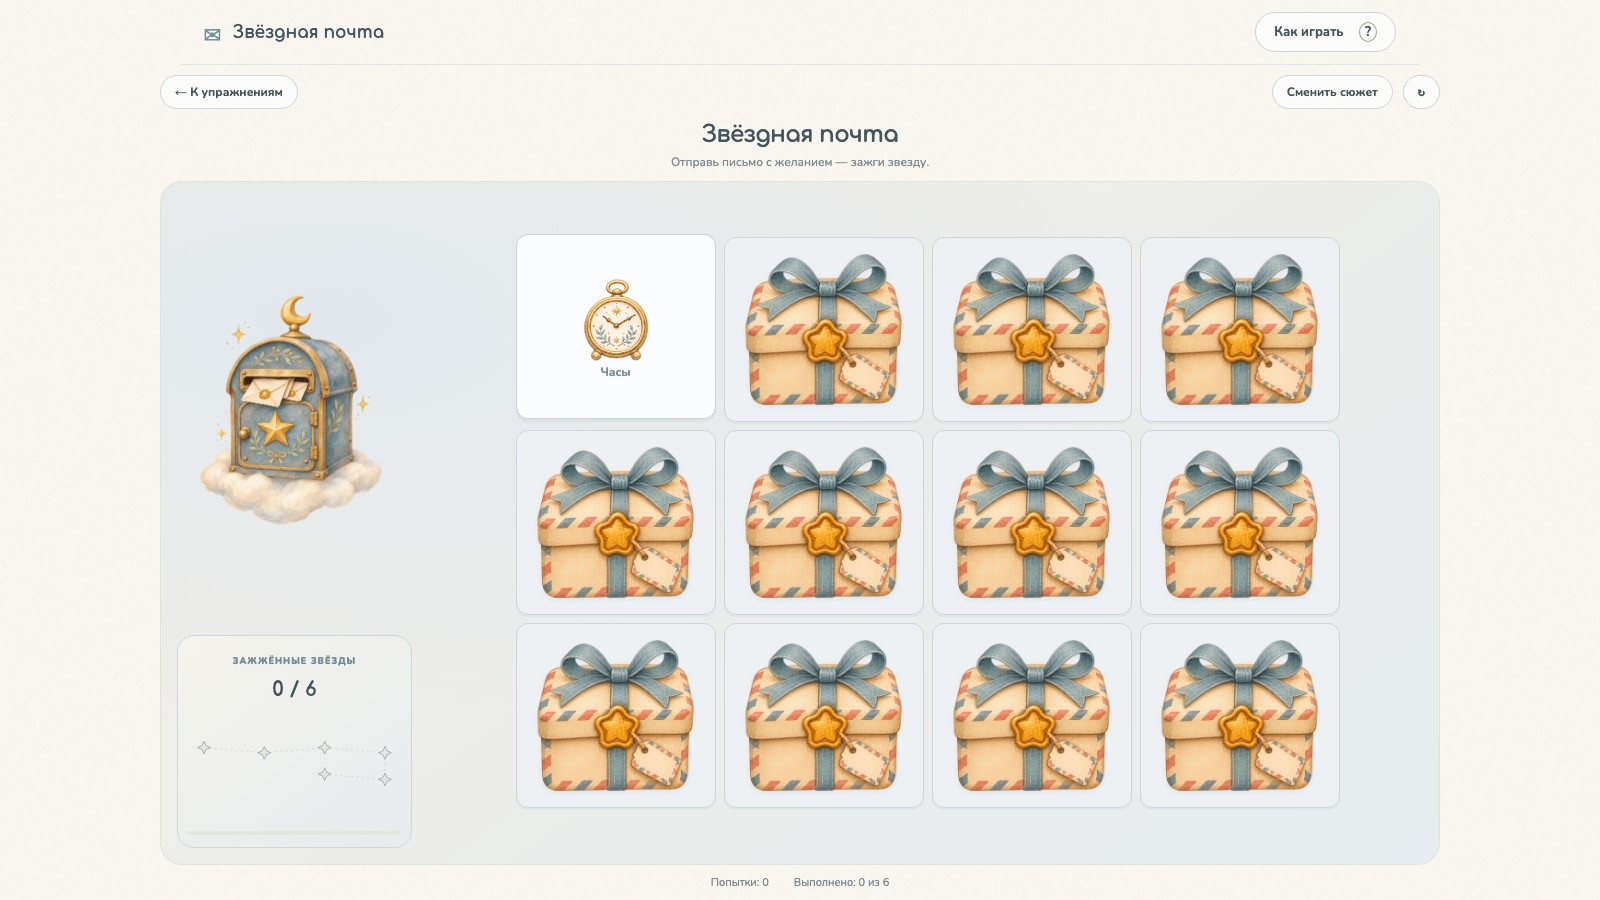 Звёздная почта
Как играть ?
← К упражнениям
Сменить сюжет ↻
Звёздная почта
Отправь письмо с желанием — зажги звезду.
Часы
ЗАЖЖЁННЫЕ ЗВЁЗДЫ
0 / 6
Попытки: 0 Выполнено: 0 из 6